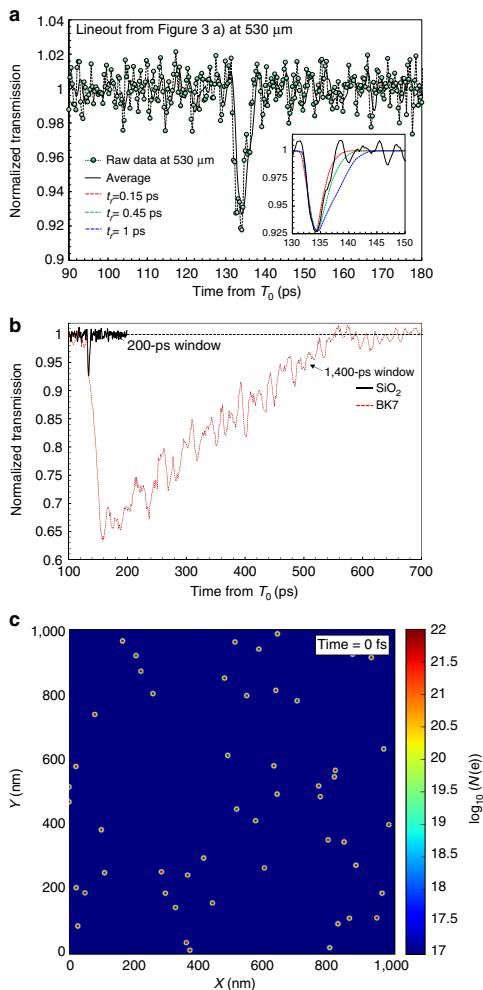 a
Lineout from Figure 3 a) at 530 μm
1.04
1.02
1
0.98
0.96
0.94
0.92
0.9
Normalized transmission
Raw data at 530 μm
Average
tr=0.15 ps
tr=0.45 ps
tr= 1 ps
1
0.975
0.95
0.925
130 135 140 145 150
90 100 110 120 130 140 150 160 170 180
Time from T0 (ps)
b
1
0.95
0.9
0.85
0.8
0.75
0.7
0.65
0.6
Normalized transmission
200-ps window
1,400-ps window
SiO2
BK7
100 200 300 400 500 600 700
Time from T0 (ps)
c
1,000
800
600
400
200
0
Y (nm)
Time = 0 fs
0 200 400 600 800 1,000
X (nm)
22
21.5
21
20.5
20
19.5
19
18.5
18
17.5
17
log10 (N(e))